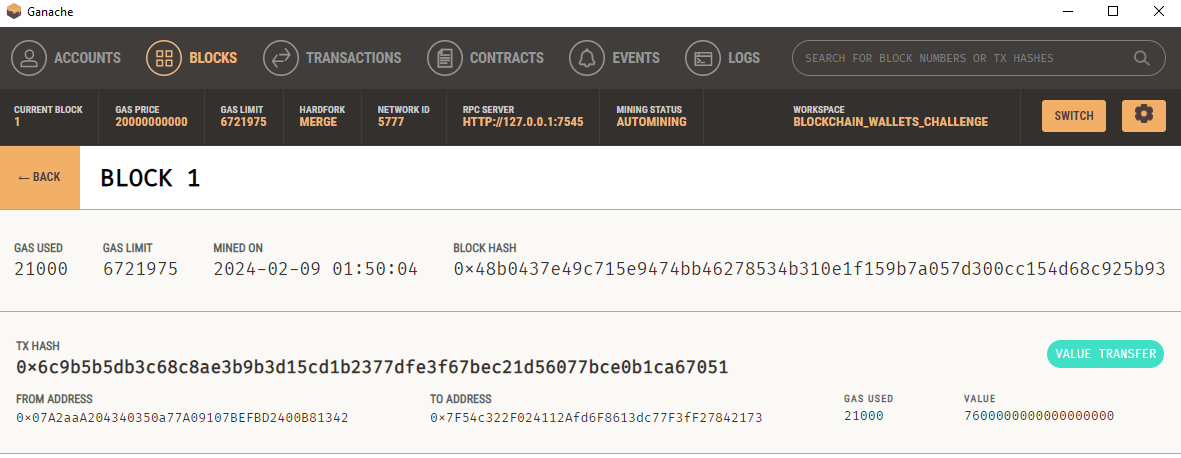 Ganache
ACCOUNTS BLOCKS TRANSACTIONS CONTRACTS EVENTS LOGS SEARCH FOR BLOCK NUMBERS OR TX HASHES
CURRENT BLOCK GAS PRICE GAS LIMIT HARDFORK NETWORK ID RPC SERVER MINING STATUS WORKSPACE
1 20000000000 6721975 MERGE 5777 HTTP://127.0.0.1:7545 AUTOMINING BLOCKCHAIN_WALLETS_CHALLENGE SWITCH
← BACK BLOCK 1
GAS USED GAS LIMIT MINED ON BLOCK HASH
21000 6721975 2024-02-09 01:50:04 0×48b0437e49c715e9474bb46278534b310e1f159b7a057d300cc154d68c925b93
TX HASH
0×6c9b5b5db3c68c8ae3b9b3d15cd1b2377dfe3f67bec21d56077bce0b1ca67051 VALUE TRANSFER
FROM ADDRESS TO ADDRESS GAS USED VALUE
0×07A2aaA204340350a77A09107BEFBD2400B81342 0×7F54c322F024112Afd6F8613dc77F3fF27842173 21000 7600000000000000000